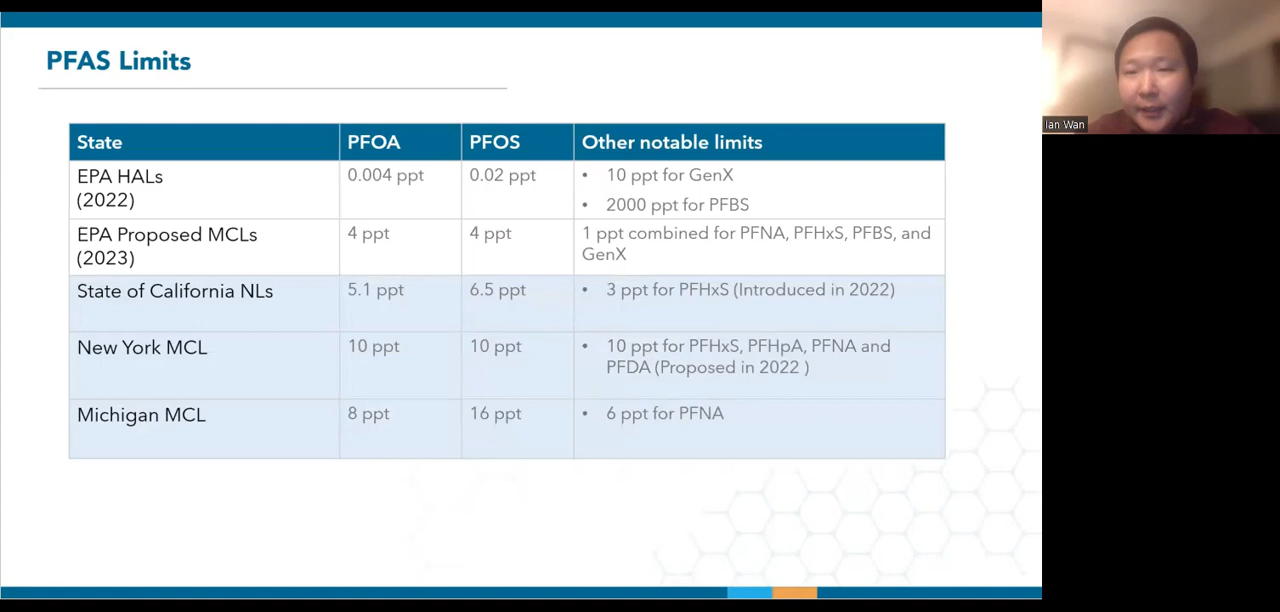 PFAS Limits
State PFOA PFOS Other notable limits
EPA HALs 0.004 ppt 0.02 ppt • 10 ppt for GenX
(2022) • 2000 ppt for PFBS
EPA Proposed MCLs 4 ppt 4 ppt 1 ppt combined for PFNA, PFHxS, PFBS, and
(2023) GenX
State of California NLs 5.1 ppt 6.5 ppt • 3 ppt for PFHxS (Introduced in 2022)
New York MCL 10 ppt 10 ppt • 10 ppt for PFHxS, PFHpA, PFNA and
PFDA (Proposed in 2022 )
Michigan MCL 8 ppt 16 ppt • 6 ppt for PFNA
Ian Wan